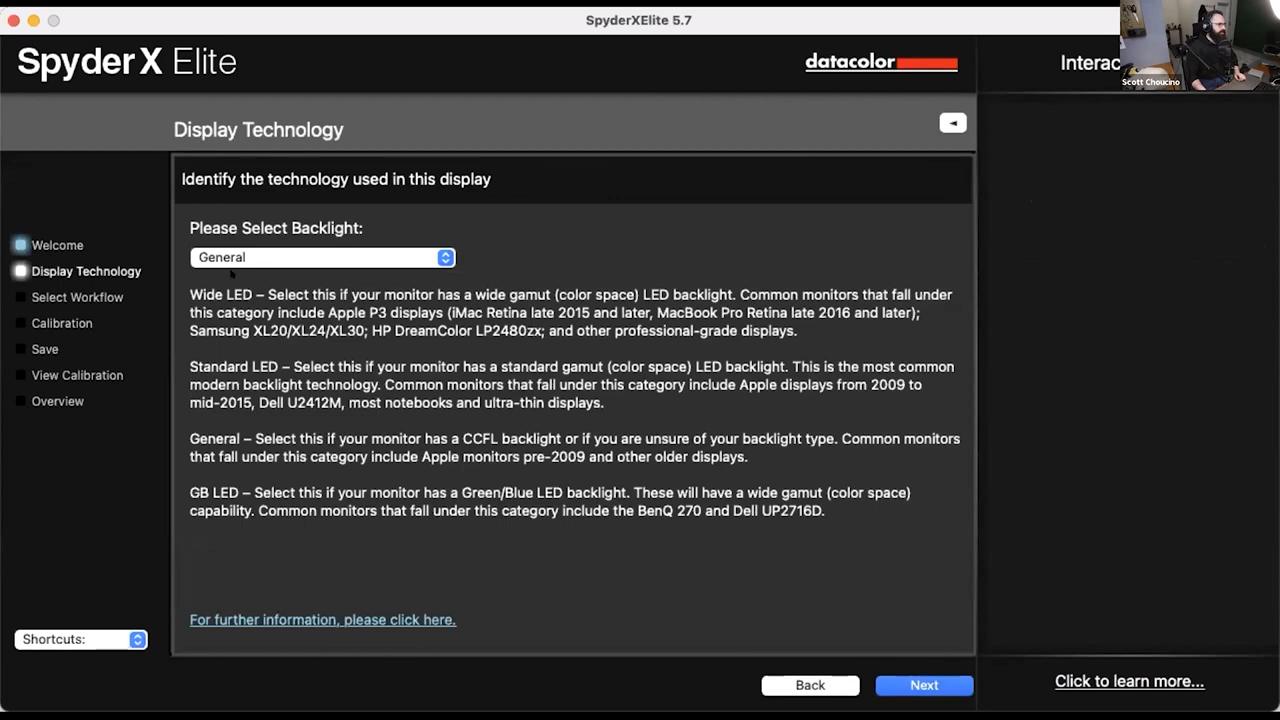 SpyderXElite 5.7
SpyderX Elite
datacolor
Interac
Scott Choucino
Display Technology
Identify the technology used in this display
Welcome
Display Technology
Select Workflow
Calibration
Save
View Calibration
Overview
Please Select Backlight:
General
Wide LED – Select this if your monitor has a wide gamut (color space) LED backlight. Common monitors that fall under
this category include Apple P3 displays (iMac Retina late 2015 and later, MacBook Pro Retina late 2016 and later);
Samsung XL20/XL24/XL30; HP DreamColor LP2480zx; and other professional-grade displays.
Standard LED – Select this if your monitor has a standard gamut (color space) LED backlight. This is the most common
modern backlight technology. Common monitors that fall under this category include Apple displays from 2009 to
mid-2015, Dell U2412M, most notebooks and ultra-thin displays.
General – Select this if your monitor has a CCFL backlight or if you are unsure of your backlight type. Common monitors
that fall under this category include Apple monitors pre-2009 and other older displays.
GB LED – Select this if your monitor has a Green/Blue LED backlight. These will have a wide gamut (color space)
capability. Common monitors that fall under this category include the BenQ 270 and Dell UP2716D.
For further information, please click here.
Shortcuts:
Back
Next
Click to learn more...